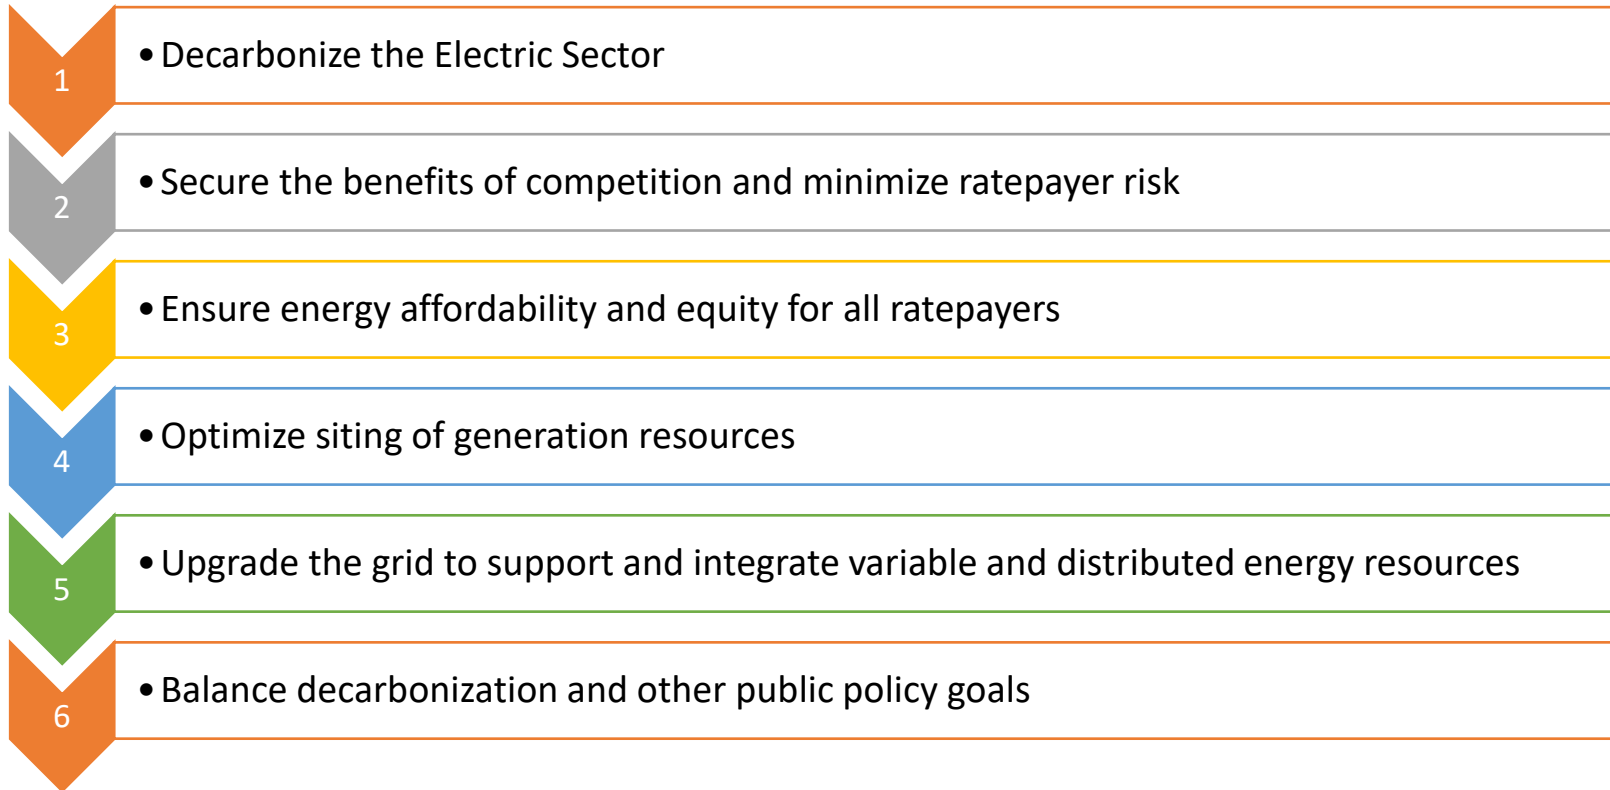 1
• Decarbonize the Electric Sector
2
• Secure the benefits of competition and minimize ratepayer risk
3
• Ensure energy affordability and equity for all ratepayers
4
• Optimize siting of generation resources
5
• Upgrade the grid to support and integrate variable and distributed energy resources
6
• Balance decarbonization and other public policy goals